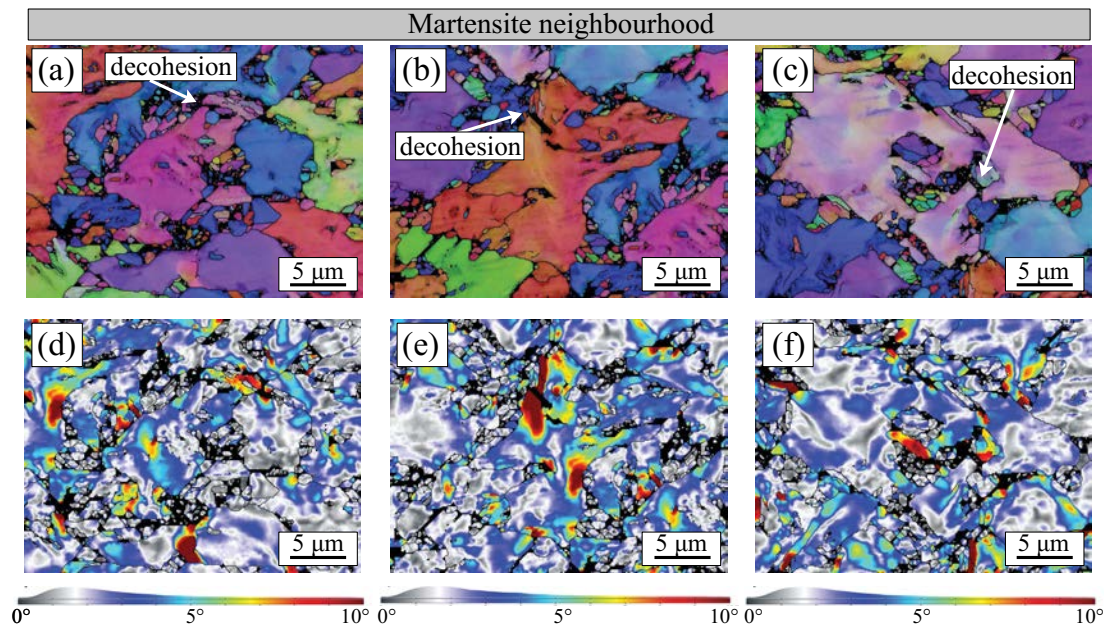 Martensite neighbourhood
(a)
decohesion
5 µm
(b)
decohesion
5 µm
(c)
decohesion
5 µm
(d)
5 µm
(e)
5 µm
(f)
5 µm
0° 5° 10°
0° 5° 10°
0° 5° 10°